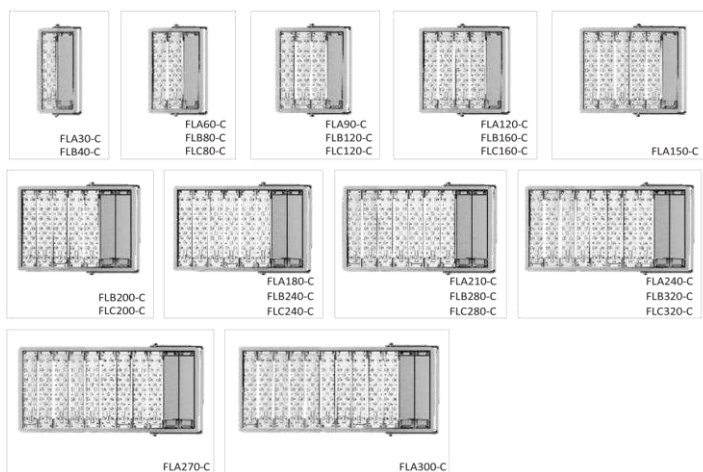 FLA30-C
FLB40-C
FLA60-C
FLB80-C
FLC80-C
FLA90-C
FLB120-C
FLC120-C
FLA120-C
FLB160-C
FLC160-C
FLA150-C
FLB200-C
FLC200-C
FLA180-C
FLB240-C
FLC240-C
FLA210-C
FLB280-C
FLC280-C
FLA240-C
FLB320-C
FLC320-C
FLA270-C
FLA300-C